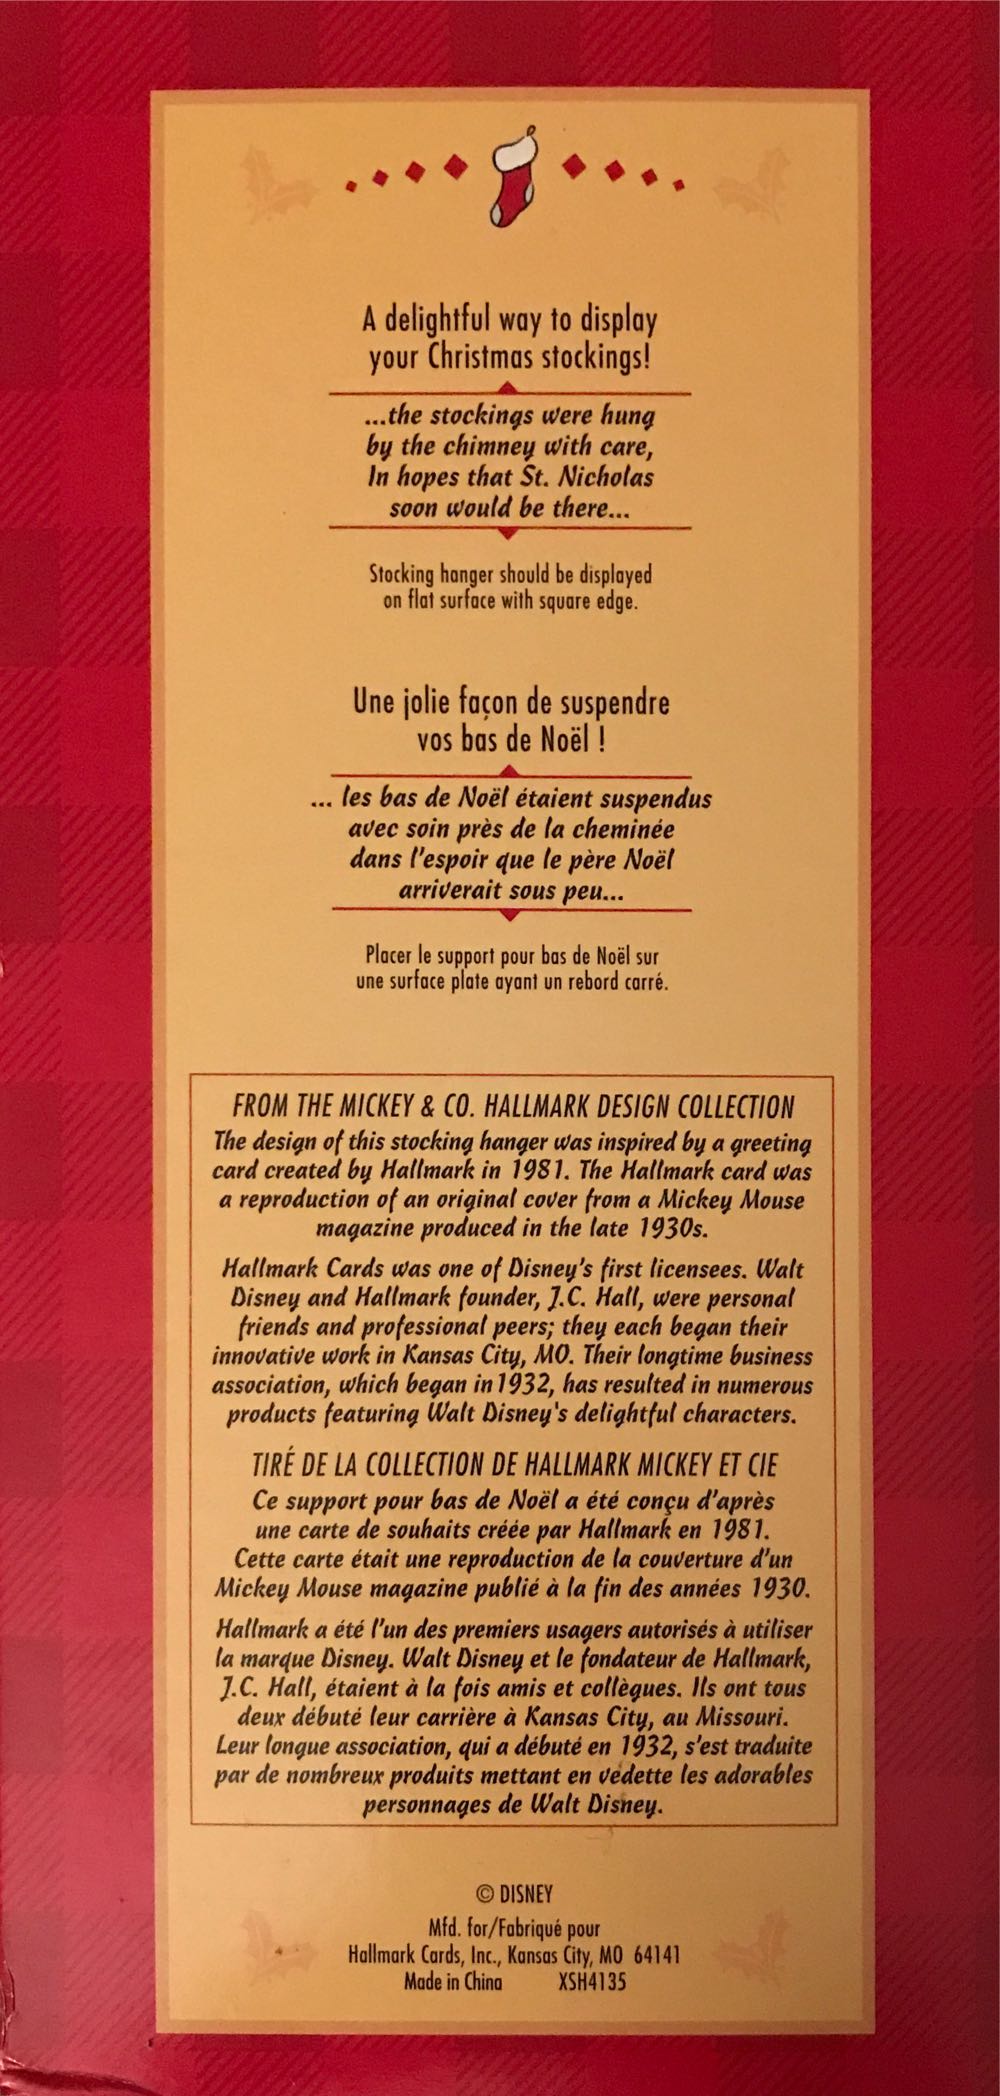 A delightful way to display
your Christmas stockings!
...the stockings were hung
by the chimney with care,
In hopes that St. Nicholas
soon would be there...
Stocking hanger should be displayed
on flat surface with square edge.
Une jolie façon de suspendre
vos bas de Noël !
... les bas de Noël étaient suspendus
avec soin près de la cheminée
dans l'espoir que le père Noël
arriverait sous peu...
Placer le support pour bas de Noël sur
une surface plate ayant un rebord carré.
FROM THE MICKEY & CO. HALLMARK DESIGN COLLECTION
The design of this stocking hanger was inspired by a greeting
card created by Hallmark in 1981. The Hallmark card was
a reproduction of an original cover from a Mickey Mouse
magazine produced in the late 1930s.
Hallmark Cards was one of Disney's first licensees. Walt
Disney and Hallmark founder, J.C. Hall, were personal
friends and professional peers; they each began their
innovative work in Kansas City, MO. Their longtime business
association, which began in 1932, has resulted in numerous
products featuring Walt Disney's delightful characters.
TIRÉ DE LA COLLECTION DE HALLMARK MICKEY ET CIE
Ce support pour bas de Noël a été conçu d'après
une carte de souhaits créée par Hallmark en 1981.
Cette carte était une reproduction de la couverture d'un
Mickey Mouse magazine publié à la fin des années 1930.
Hallmark a été l'un des premiers usagers autorisés à utiliser
la marque Disney. Walt Disney et le fondateur de Hallmark,
J.C. Hall, étaient à la fois amis et collègues. Ils ont tous
deux débuté leur carrière à Kansas City, au Missouri.
Leur longue association, qui a débuté en 1932, s'est traduite
par de nombreux produits mettant en vedette les adorables
personnages de Walt Disney.
© DISNEY
Mfd. for/Fabriqué pour
Hallmark Cards, Inc., Kansas City, MO 64141
Made in China XSH4135